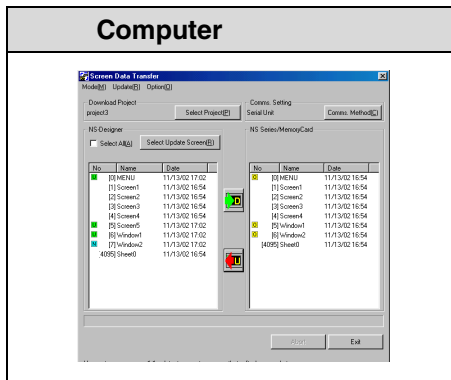 Computer
Screen Data Transfer
Mode(M) Update(R) Option(O)
Download Project
project3
Select Project(P)
Comms. Setting
Serial Unit
Comms. Method(C)
NS-Designer
Select All(A)
Select Update Screen(R)
No Name Date
U [0] MENU 11/13/02 17:02
[1] Screen1 11/13/02 16:54
[2] Screen2 11/13/02 16:54
[3] Screen3 11/13/02 16:54
[4] Screen4 11/13/02 16:54
U [5] Screen5 11/13/02 17:02
U [6] Window1 11/13/02 17:02
N [7] Window2 11/13/02 17:02
[4095] Sheet0 11/13/02 16:54
D
U
NS Series/MemoryCard
No Name Date
O [0] MENU 11/13/02 16:54
[1] Screen1 11/13/02 16:54
[2] Screen2 11/13/02 16:54
[3] Screen3 11/13/02 16:54
[4] Screen4 11/13/02 16:54
O [5] Window1 11/13/02 16:54
O [6] Window2 11/13/02 16:54
[4095] Sheet0 11/13/02 16:54
Abort
Exit